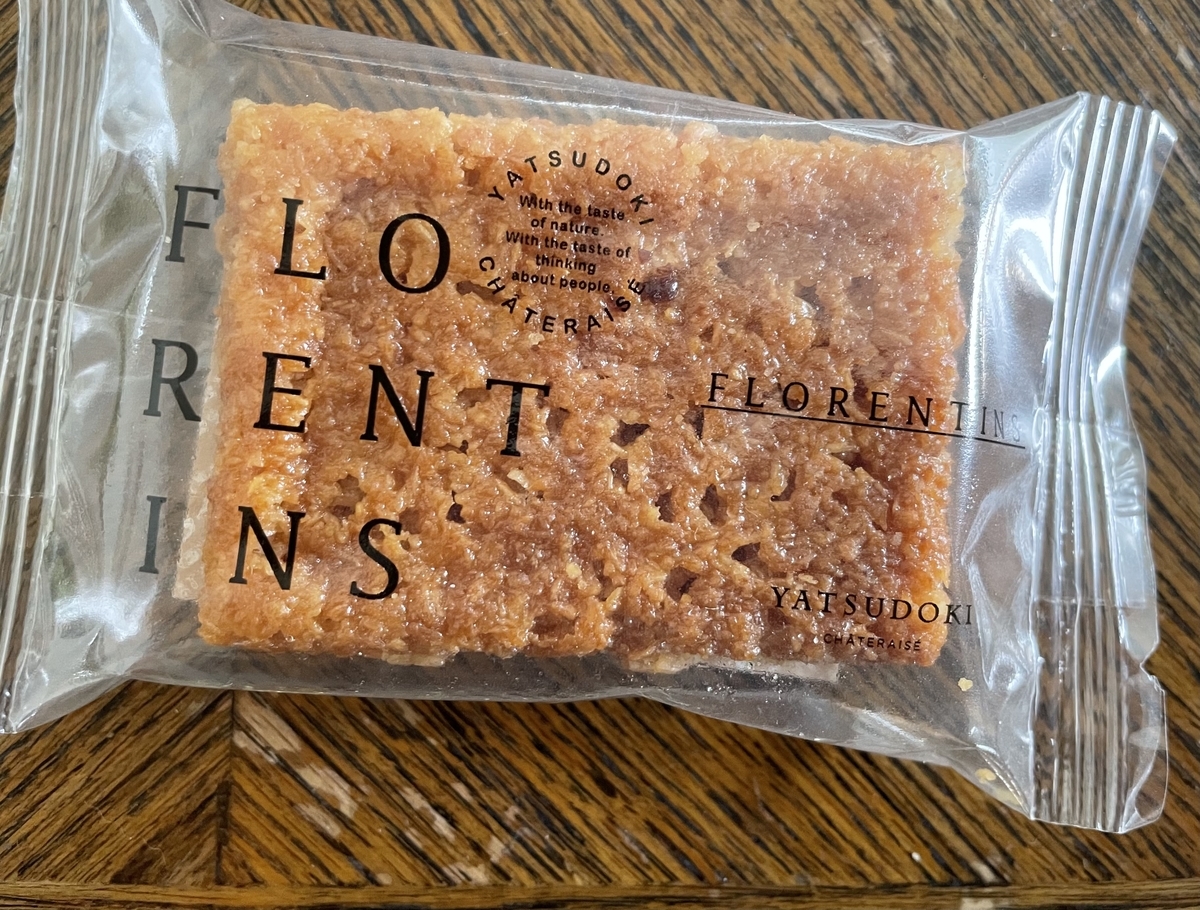 FLO
RENT
INS
YATSUDOKI
With the taste
of nature.
With the taste of
thinking
about people.
CHÂTERAISÉ
FLORENTINS
YATSUDOKI
CHÂTERAISÉ